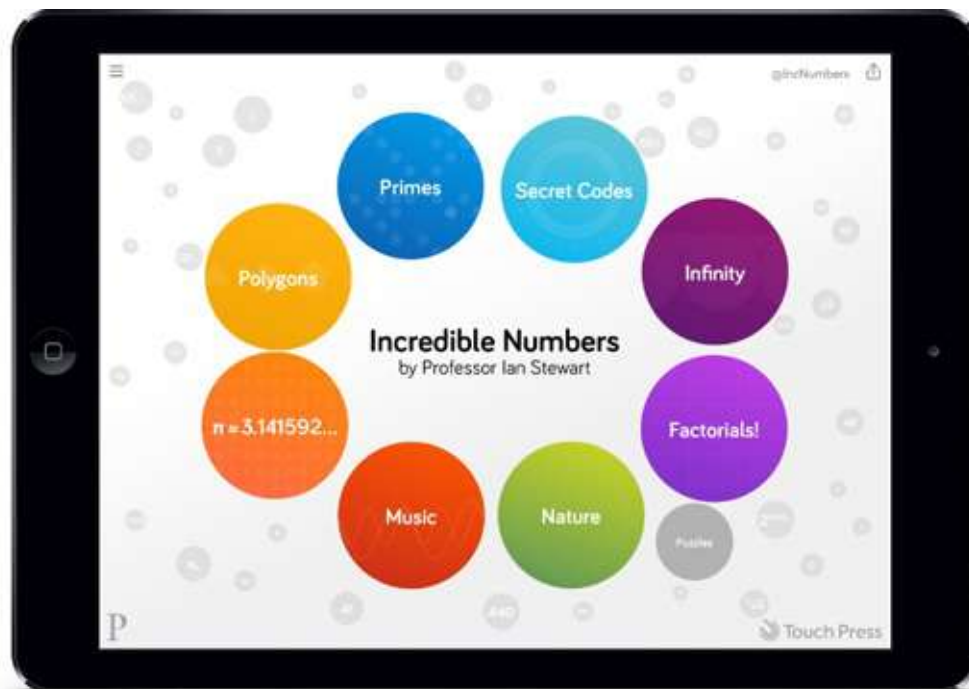 @IncNumbers
Primes
Secret Codes
Polygons
Infinity
Incredible Numbers
by Professor Ian Stewart
π = 3.141592...
Factorials!
Music
Nature
Puzzles
440
P
Touch Press